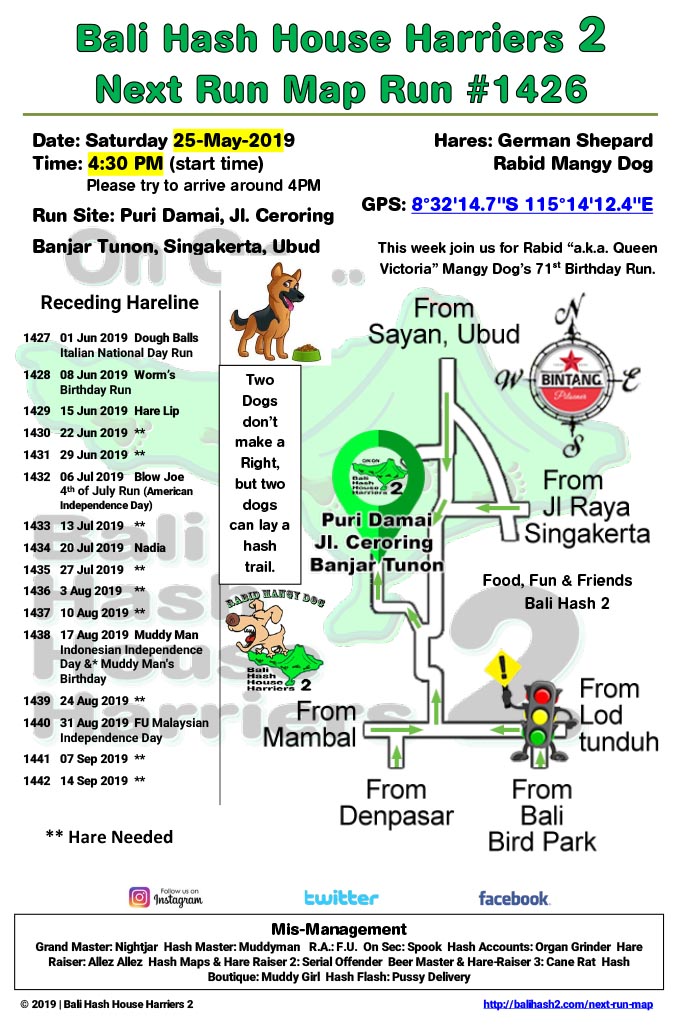 Bali Hash House Harriers 2
Next Run Map Run #1426
Date: Saturday 25-May-2019
Time: 4:30 PM (start time)
Please try to arrive around 4PM
Run Site: Puri Damai, Jl. Ceroring
Banjar Tunon, Singakerta, Ubud
Hares: German Shepard
Rabid Mangy Dog
GPS: 8°32'14.7"S 115°14'12.4"E
This week join us for Rabid “a.k.a. Queen
Victoria” Mangy Dog’s 71st Birthday Run.
Receding Hareline
1427 01 Jun 2019 Dough Balls
Italian National Day Run
1428 08 Jun 2019 Worm’s
Birthday Run
1429 15 Jun 2019 Hare Lip
1430 22 Jun 2019 **
1431 29 Jun 2019 **
1432 06 Jul 2019 Blow Joe
4th of July Run (American
Independence Day)
1433 13 Jul 2019 **
1434 20 Jul 2019 Nadia
1435 27 Jul 2019 **
1436 3 Aug 2019 **
1437 10 Aug 2019 **
1438 17 Aug 2019 Muddy Man
Indonesian Independence
Day &* Muddy Man’s
Birthday
1439 24 Aug 2019 **
1440 31 Aug 2019 FU Malaysian
Independence Day
1441 07 Sep 2019 **
1442 14 Sep 2019 **
** Hare Needed
Two
Dogs
don’t
make a
Right,
but two
dogs
can lay a
hash
trail.
RABID MANGY DOG
Bali
Hash
House
Harriers 2
From
Sayan, Ubud
N
W
E
S
BINTANG
Pilsener
ON ON
Bali
Hash
House
Harriers 2
Puri Damai
Jl. Ceroring
Banjar Tunon
From
Jl Raya
Singakerta
Food, Fun & Friends
Bali Hash 2
From
Mambal
From
Lod
tunduh
From
Denpasar
From
Bali
Bird Park
On On ..
Bali
Hash
House
Harriers 2
Follow us on
Instagram
twitter
facebook
Mis-Management
Grand Master: Nightjar Hash Master: Muddyman R.A.: F.U. On Sec: Spook Hash Accounts: Organ Grinder Hare
Raiser: Allez Allez Hash Maps & Hare Raiser 2: Serial Offender Beer Master & Hare-Raiser 3: Cane Rat Hash
Boutique: Muddy Girl Hash Flash: Pussy Delivery
© 2019 | Bali Hash House Harriers 2
http://balihash2.com/next-run-map